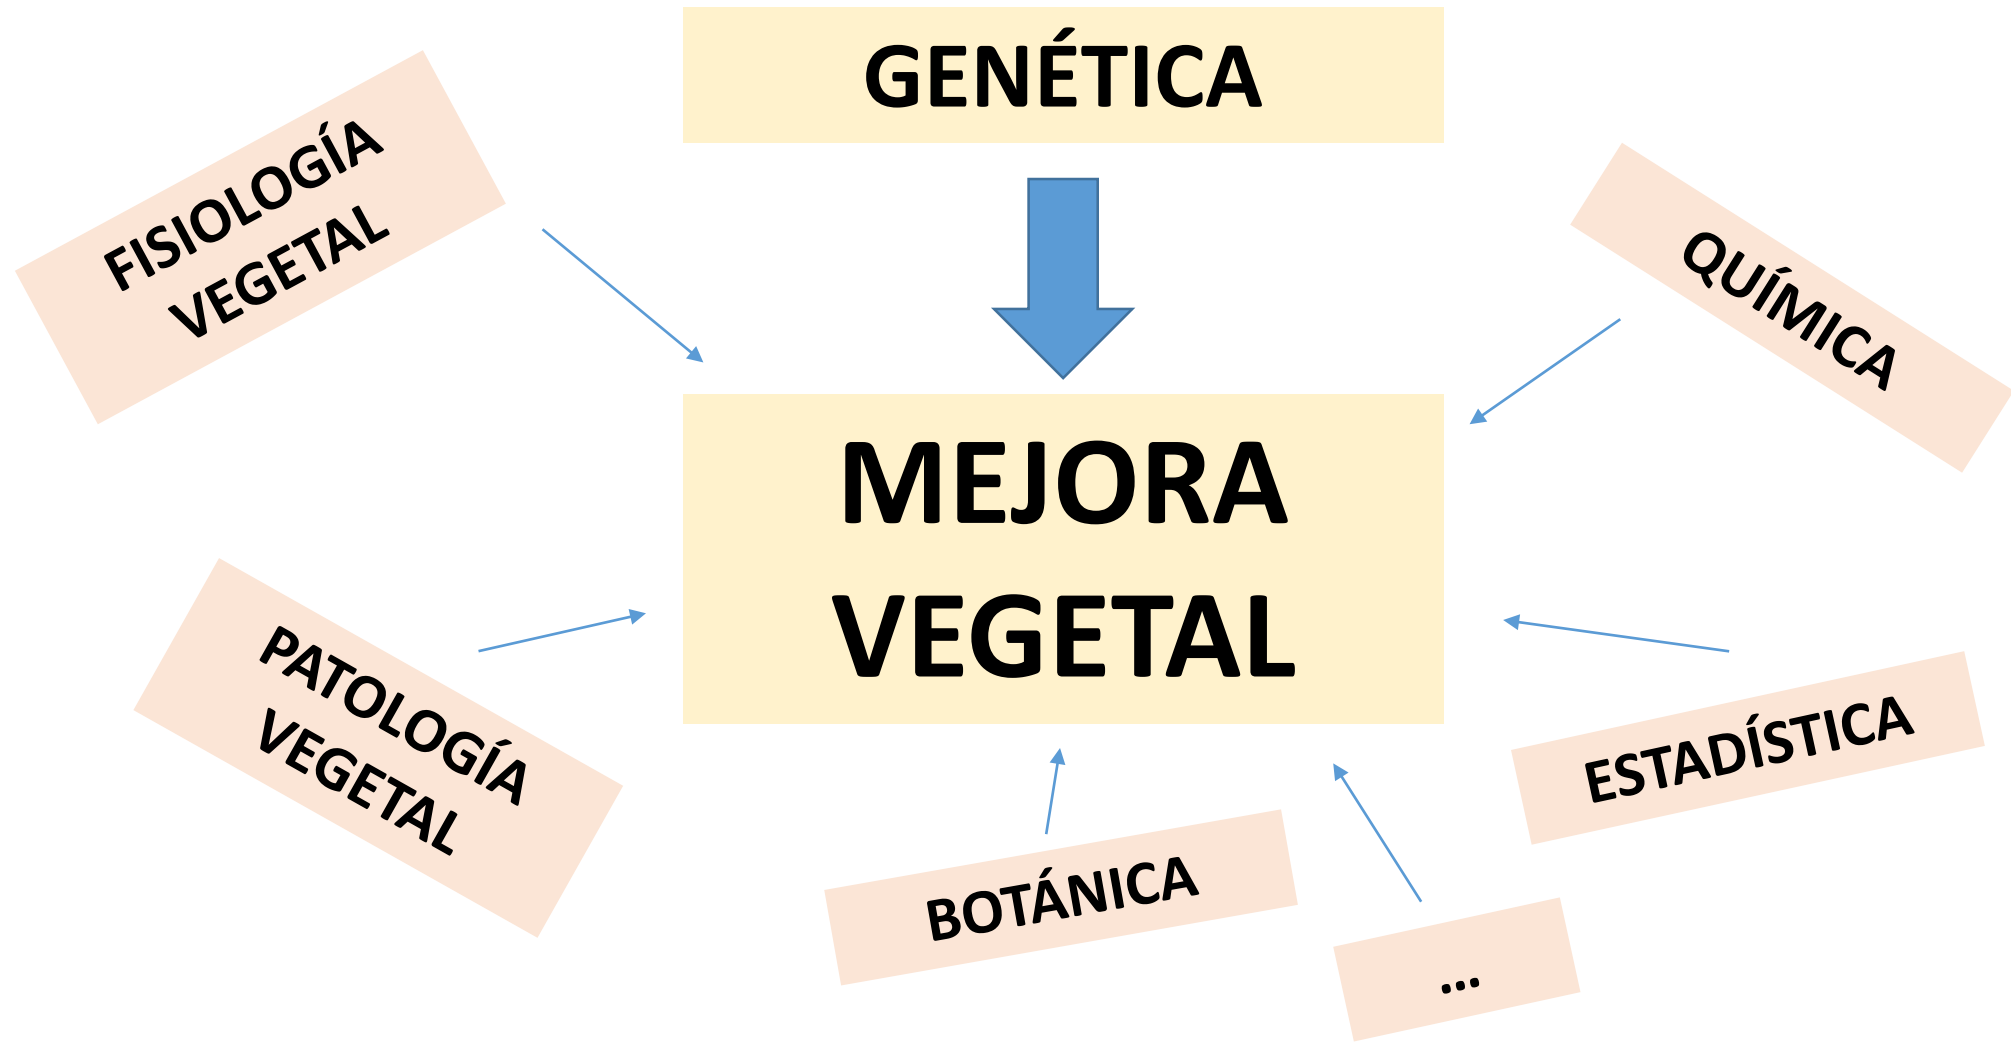 GENÉTICA
FISIOLOGÍA
VEGETAL
QUÍMICA
MEJORA
VEGETAL
PATOLOGÍA
VEGETAL
ESTADÍSTICA
BOTÁNICA
...